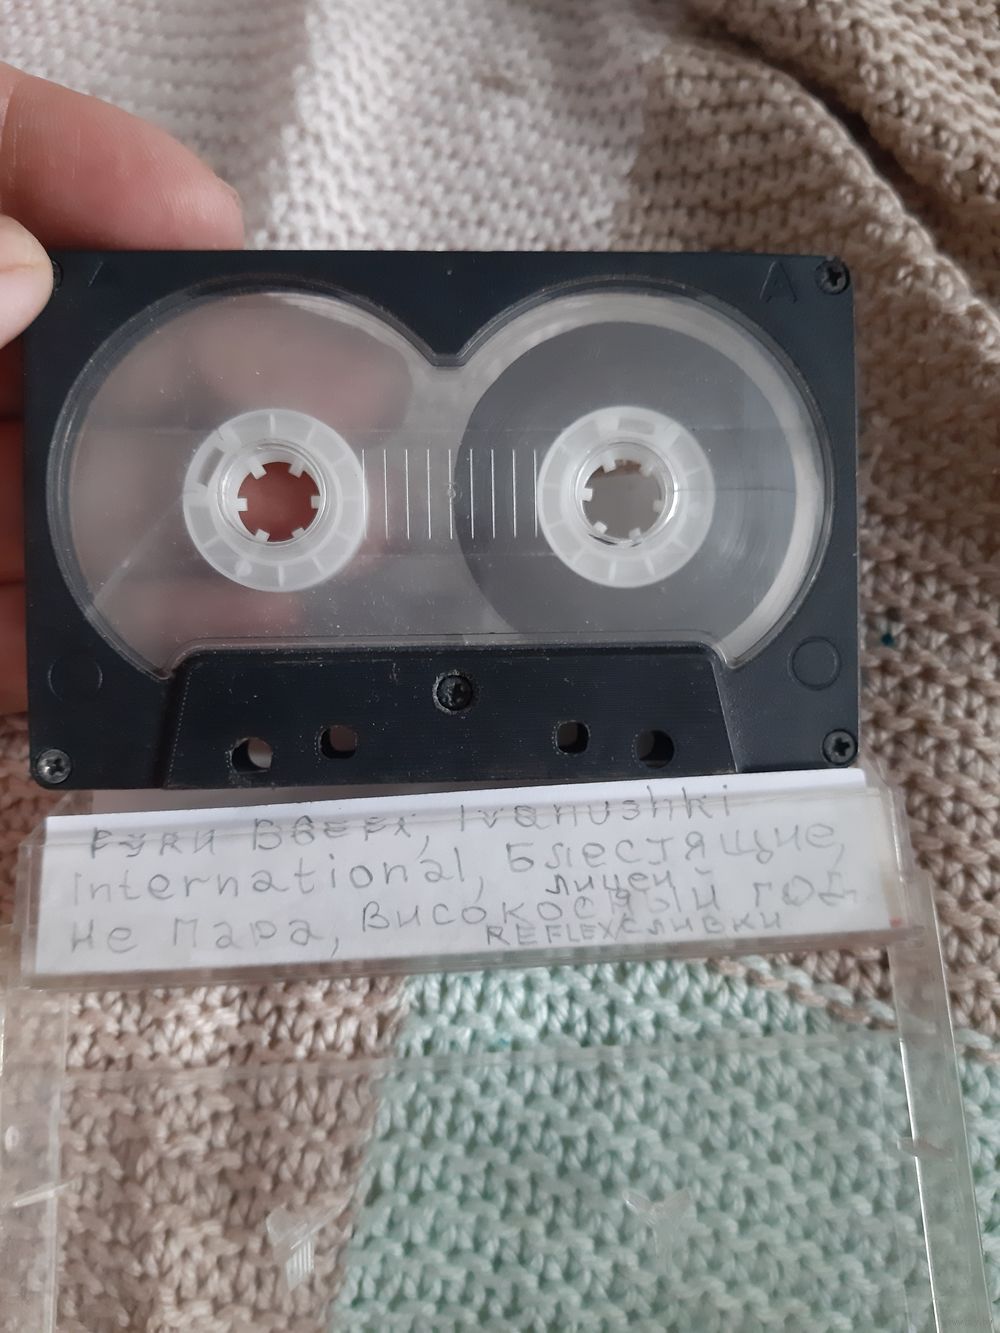 A
Руки Вверх, Ivanushki
International, Блестящие,
лицей
Не Пара, Високосный год
REFLEX, сливки